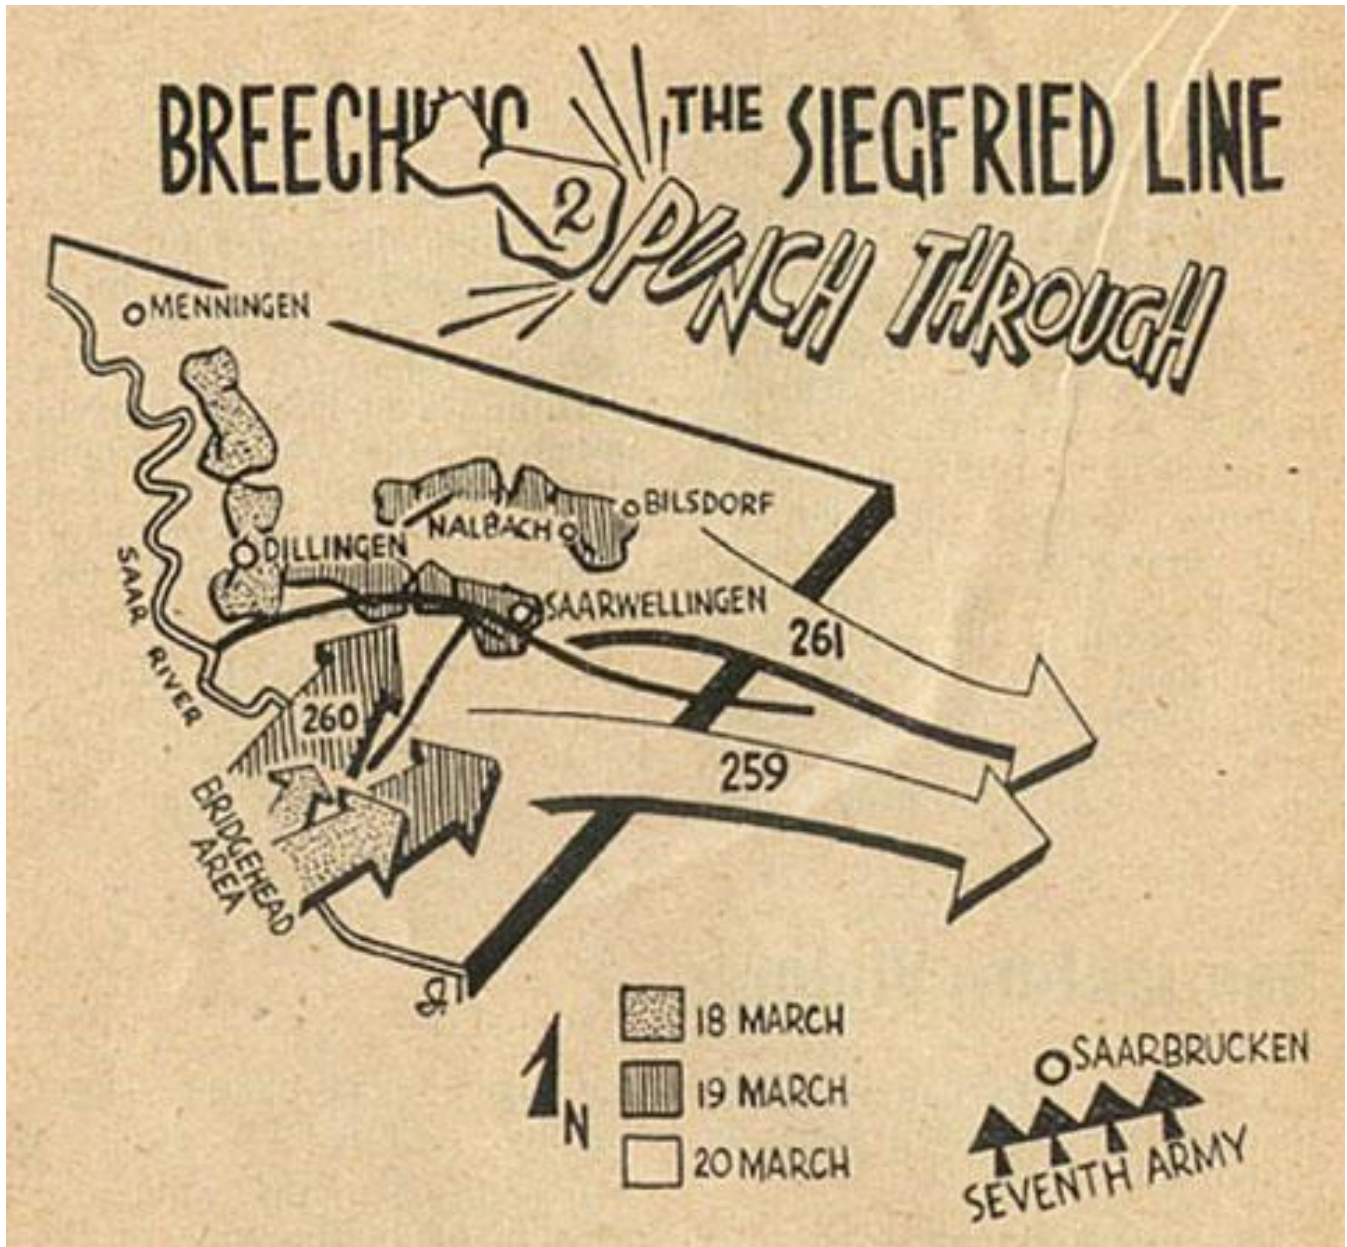 BREECHING THE SIEGFRIED LINE
2 PUNCH THROUGH
MENNINGEN
BILSDORF
NALBACH
DILLINGEN
SAARWELLINGEN
SAAR RIVER
261
260
259
BRIDGEHEAD
AREA
N
18 MARCH
19 MARCH
20 MARCH
SAARBRUCKEN
SEVENTH ARMY